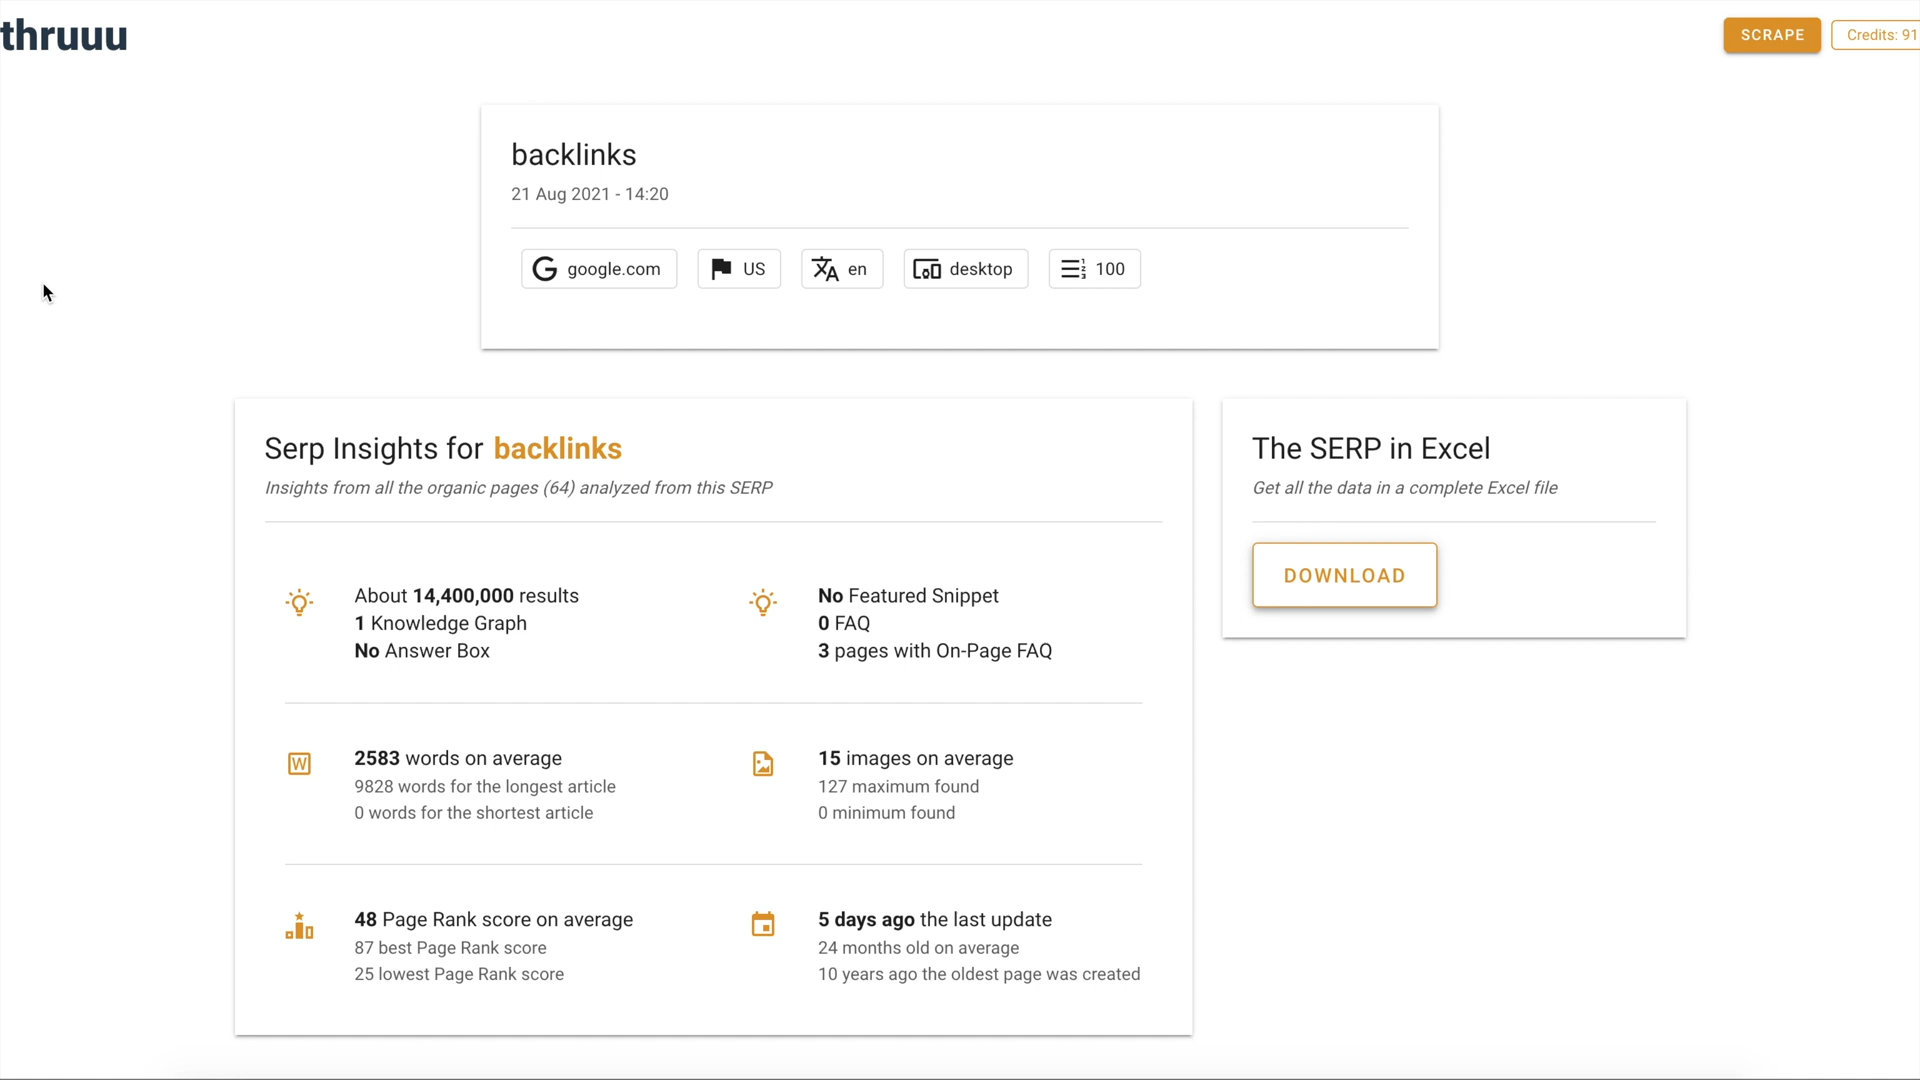 thruuu
SCRAPE
Credits: 91
backlinks
21 Aug 2021 - 14:20
google.com
US
en
desktop
100
Serp Insights for backlinks
Insights from all the organic pages (64) analyzed from this SERP
About 14,400,000 results
1 Knowledge Graph
No Answer Box
No Featured Snippet
0 FAQ
3 pages with On-Page FAQ
2583 words on average
9828 words for the longest article
0 words for the shortest article
15 images on average
127 maximum found
0 minimum found
48 Page Rank score on average
87 best Page Rank score
25 lowest Page Rank score
5 days ago the last update
24 months old on average
10 years ago the oldest page was created
The SERP in Excel
Get all the data in a complete Excel file
DOWNLOAD